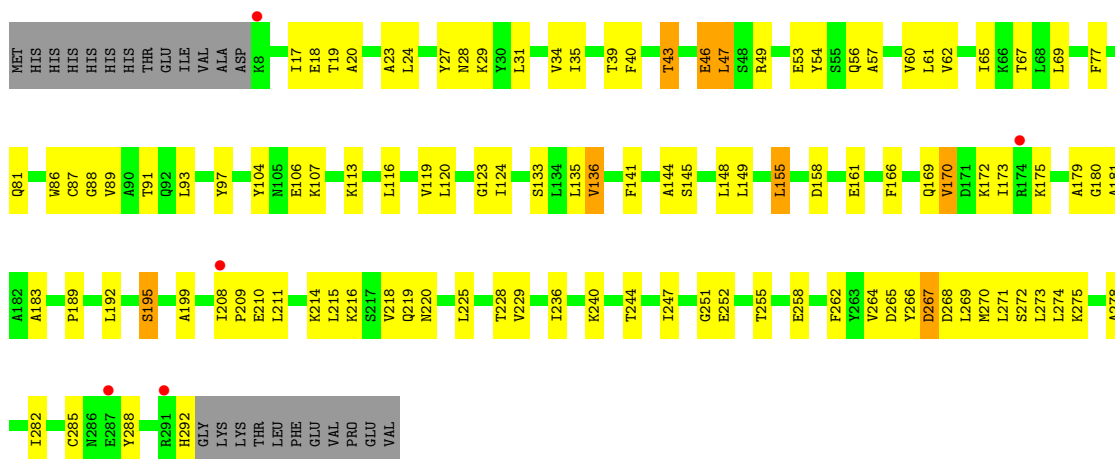 MET HIS HIS HIS HIS HIS HIS THR GLU ILE VAL ALA ASP K8 I17 E18 T19 A20 A23 L24 Y27 N28 K29 Y30 L31 V34 I35 T39 F40 T43 E46 L47 S48 R49 E53 Y54 S55 Q56 A57 V60 L61 V62 I65 K66 T67 L68 L69 F77
Q81 W86 C87 G88 V89 A90 T91 Q92 L93 Y97 Y104 N105 E106 K107 K113 L116 V119 L120 G123 I124 S133 L134 L135 V136 F141 A144 S145 L148 L149 L155 D158 E161 F166 Q169 V170 D171 K172 I173 R174 K175 A179 G180 A181
A182 A183 P189 L192 S195 A199 I208 P209 E210 L211 K214 L215 K216 S217 V218 Q219 N220 L225 T228 V229 I236 K240 T244 I247 G251 E252 T255 E258 F262 Y263 V264 D265 Y266 D267 D268 L269 M270 L271 S272 L273 L274 K275 A278
I282 C285 N286 E287 Y288 R291 H292 GLY LYS LYS THR LEU PHE GLU VAL PRO GLU VAL